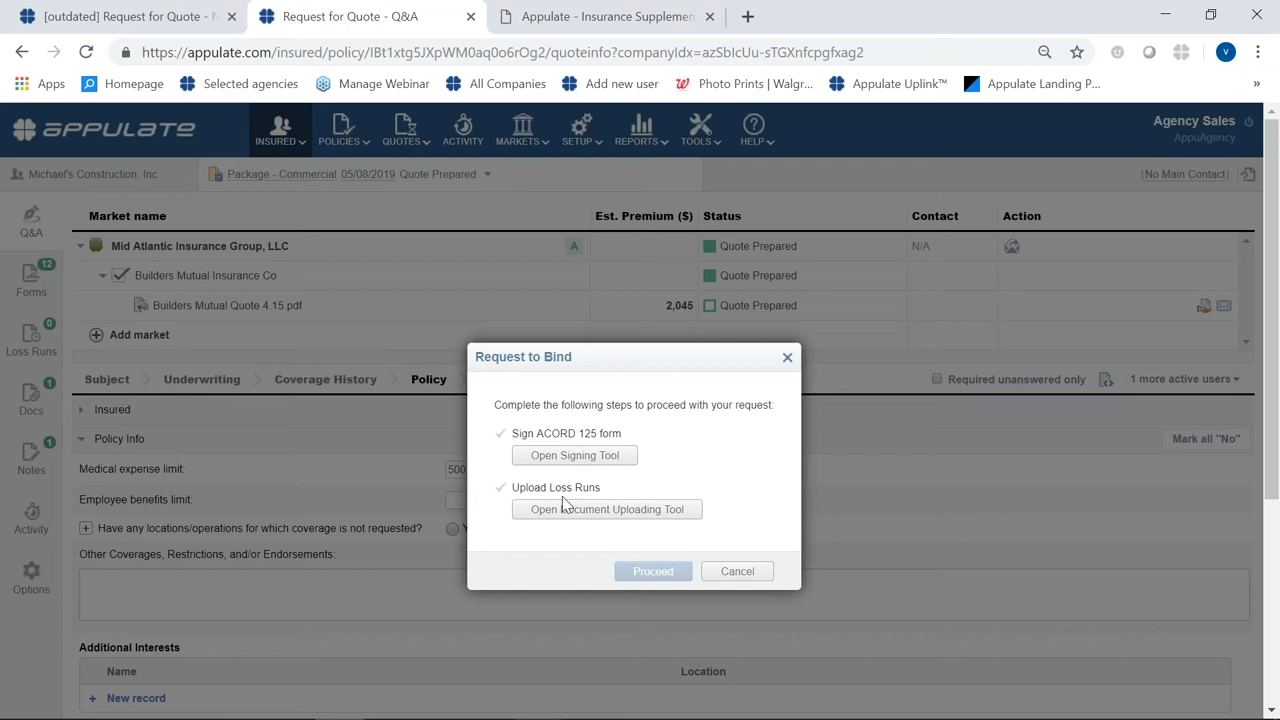 [outdated] Request for Quote - N
Request for Quote - Q&A
Appulate - Insurance Supplemen
https://appulate.com/insured/policy/IBt1xtg5JXpWM0aq0o6rOg2/quoteinfo?companyIdx=azSbIcUu-sTGXnfcpgfxag2
V
Apps
Homepage
Selected agencies
Manage Webinar
All Companies
Add new user
Photo Prints | Walgr...
Appulate Uplink™
Appulate Landing P...
»
APPULATE
INSURED
POLICIES
QUOTES
ACTIVITY
MARKETS
SETUP
REPORTS
TOOLS
HELP
Agency Sales
AppuAgency
Michael's Construction, Inc
Package - Commercial 05/08/2019 Quote Prepared
[No Main Contact]
Q&A
Market name
Est. Premium ($)
Status
Contact
Action
Mid Atlantic Insurance Group, LLC
A
Quote Prepared
N/A
Builders Mutual Insurance Co
Quote Prepared
12
Forms
Builders Mutual Quote 4.15 pdf
2,045
Quote Prepared
0
Loss Runs
Add market
Subject
Underwriting
Coverage History
Policy
Required unanswered only
1 more active users
1
Docs
Insured
Policy Info
Mark all "No"
1
Notes
Medical expense limit:
500
Employee benefits limit:
Activity
Have any locations/operations for which coverage is not requested?
Other Coverages, Restrictions, and/or Endorsements:
Options
Additional Interests
Name
Location
+ New record
Request to Bind
Complete the following steps to proceed with your request:
Sign ACORD 125 form
Open Signing Tool
Upload Loss Runs
Open Document Uploading Tool
Proceed
Cancel